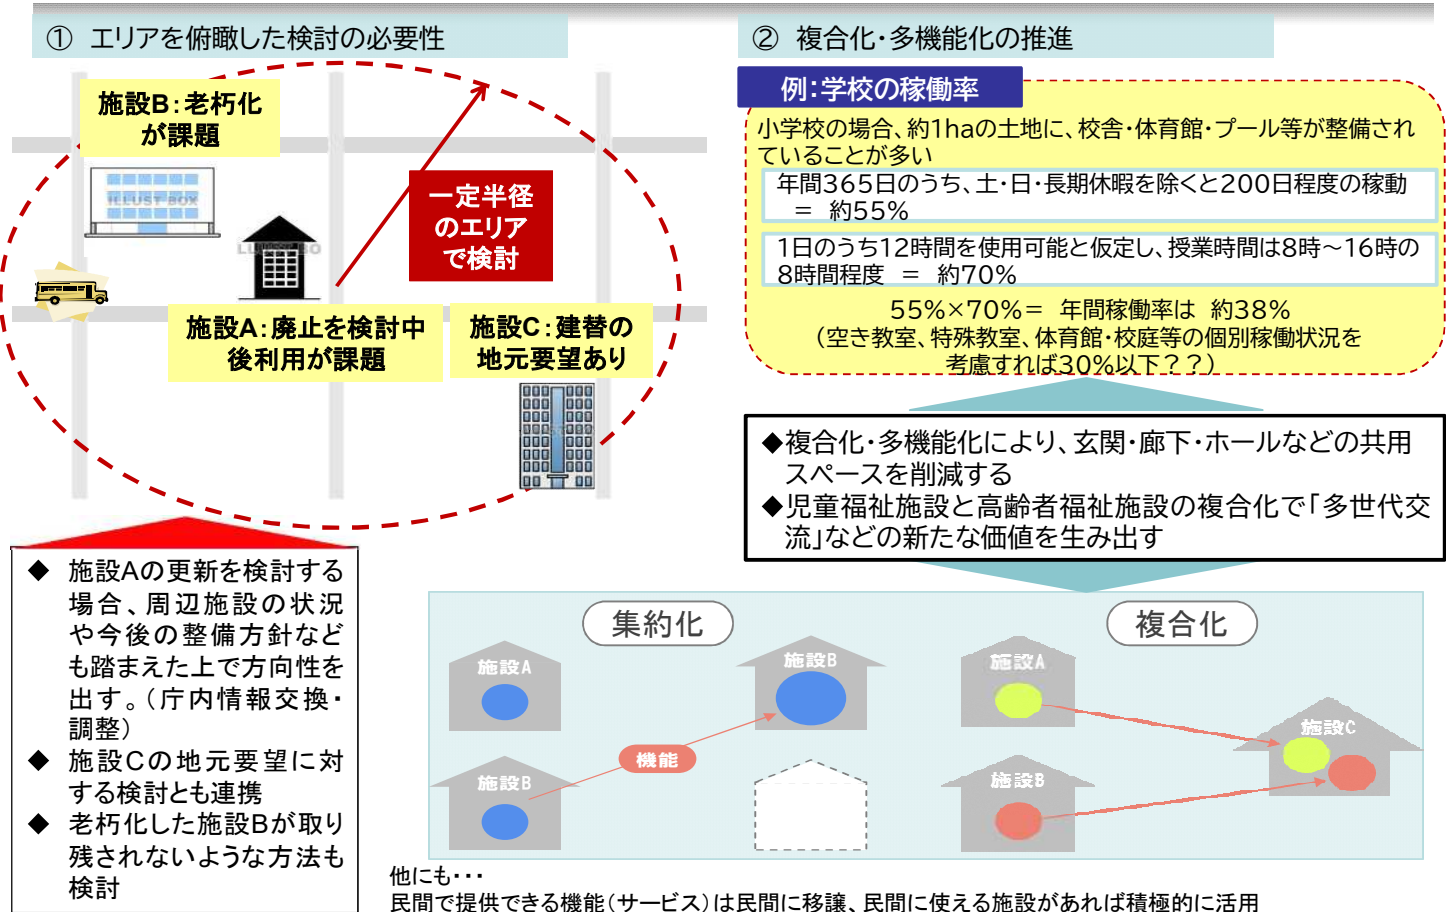 ① エリアを俯瞰した検討の必要性
施設B：老朽化
が課題
ILLUST BOX
一定半径
のエリア
で検討
施設A：廃止を検討中
後利用が課題
施設C：建替の
地元要望あり
◆ 施設Aの更新を検討する
場合、周辺施設の状況
や今後の整備方針など
も踏まえた上で方向性を
出す。（庁内情報交換・
調整）
◆ 施設Cの地元要望に対
する検討とも連携
◆ 老朽化した施設Bが取り
残されないような方法も
検討
② 複合化・多機能化の推進
例：学校の稼働率
小学校の場合、約1haの土地に、校舎・体育館・プール等が整備され
ていることが多い
年間365日のうち、土・日・長期休暇を除くと200日程度の稼動
＝ 約55%
1日のうち12時間を使用可能と仮定し、授業時間は8時～16時の
8時間程度 ＝ 約70%
55%×70%＝ 年間稼働率は 約38%
（空き教室、特殊教室、体育館・校庭等の個別稼働状況を
考慮すれば30%以下？？）
◆複合化・多機能化により、玄関・廊下・ホールなどの共用
スペースを削減する
◆児童福祉施設と高齢者福祉施設の複合化で「多世代交
流」などの新たな価値を生み出す
集約化
施設A
施設B
機能
施設B
複合化
施設A
施設C
施設B
他にも・・・
民間で提供できる機能（サービス）は民間に移譲、民間に使える施設があれば積極的に活用